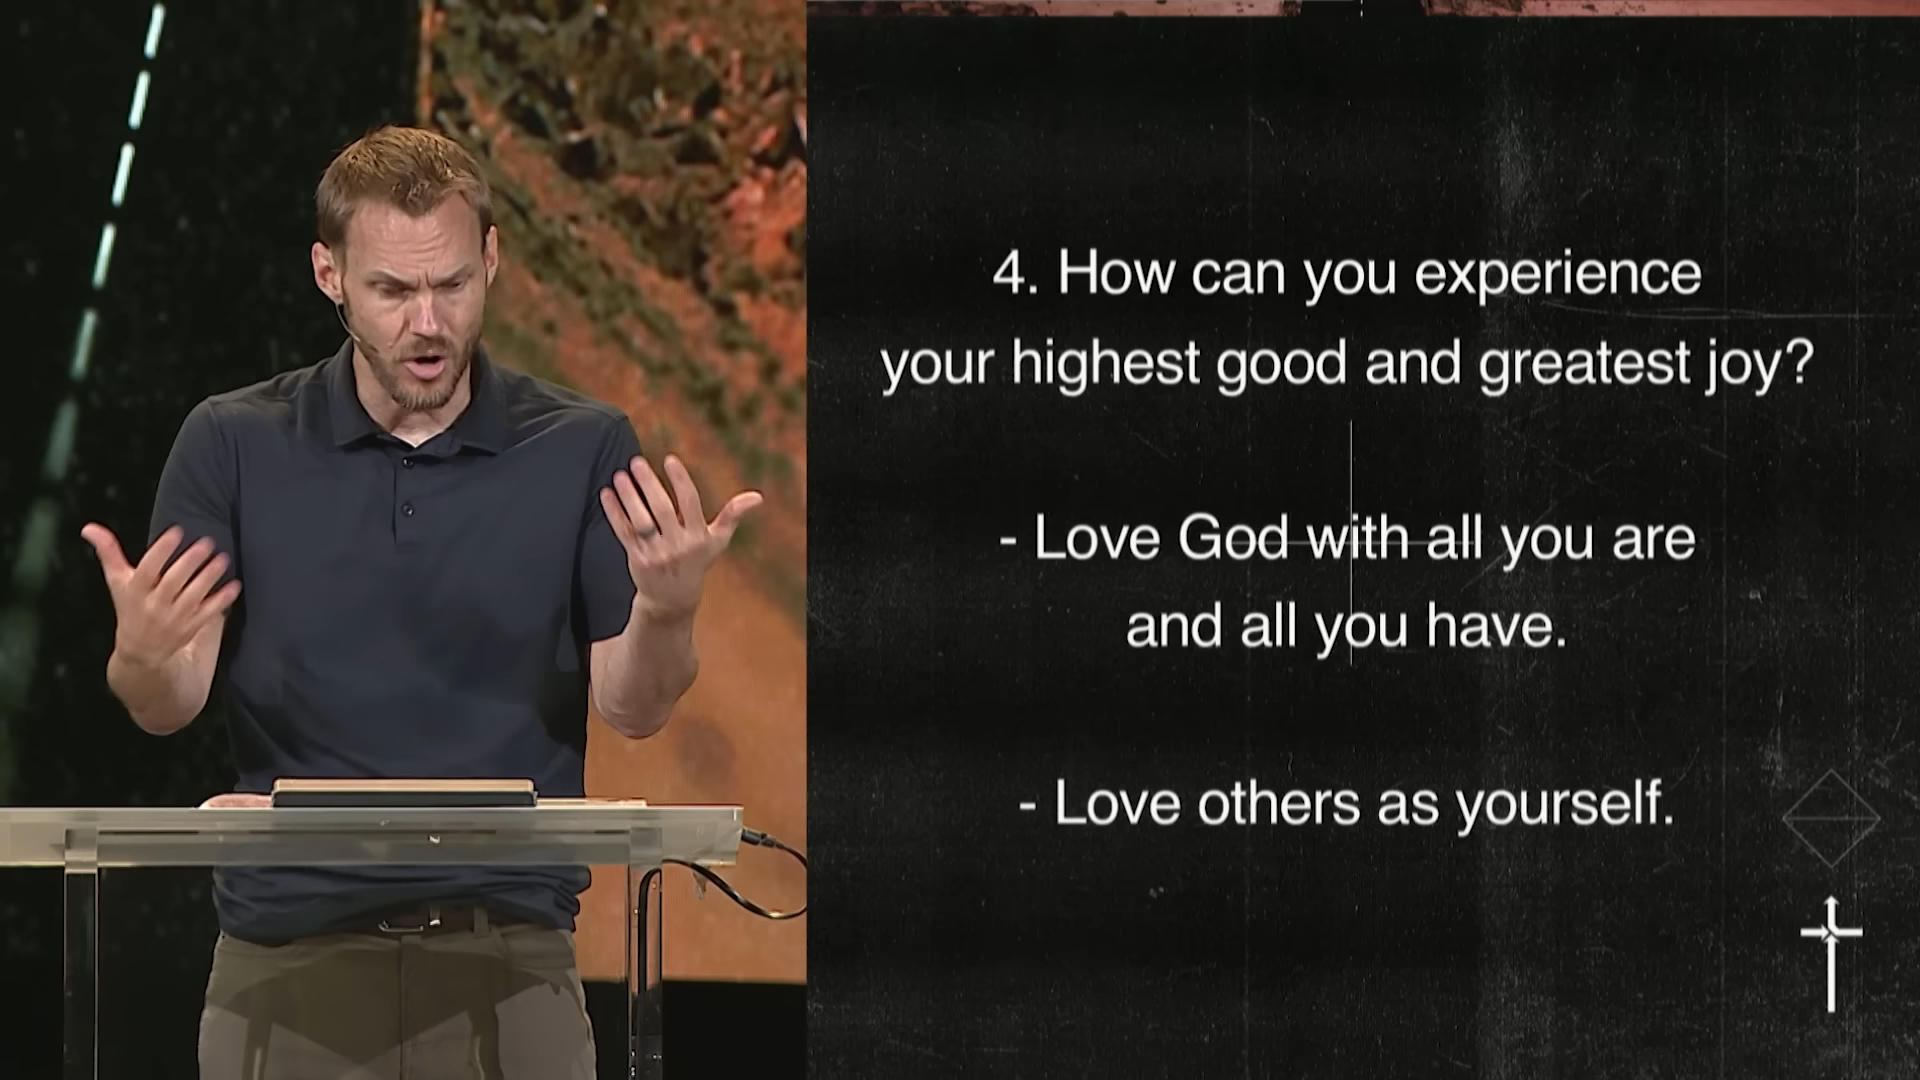 4. How can you experience
your highest good and greatest joy?
- Love God with all you are
and all you have.
- Love others as yourself.